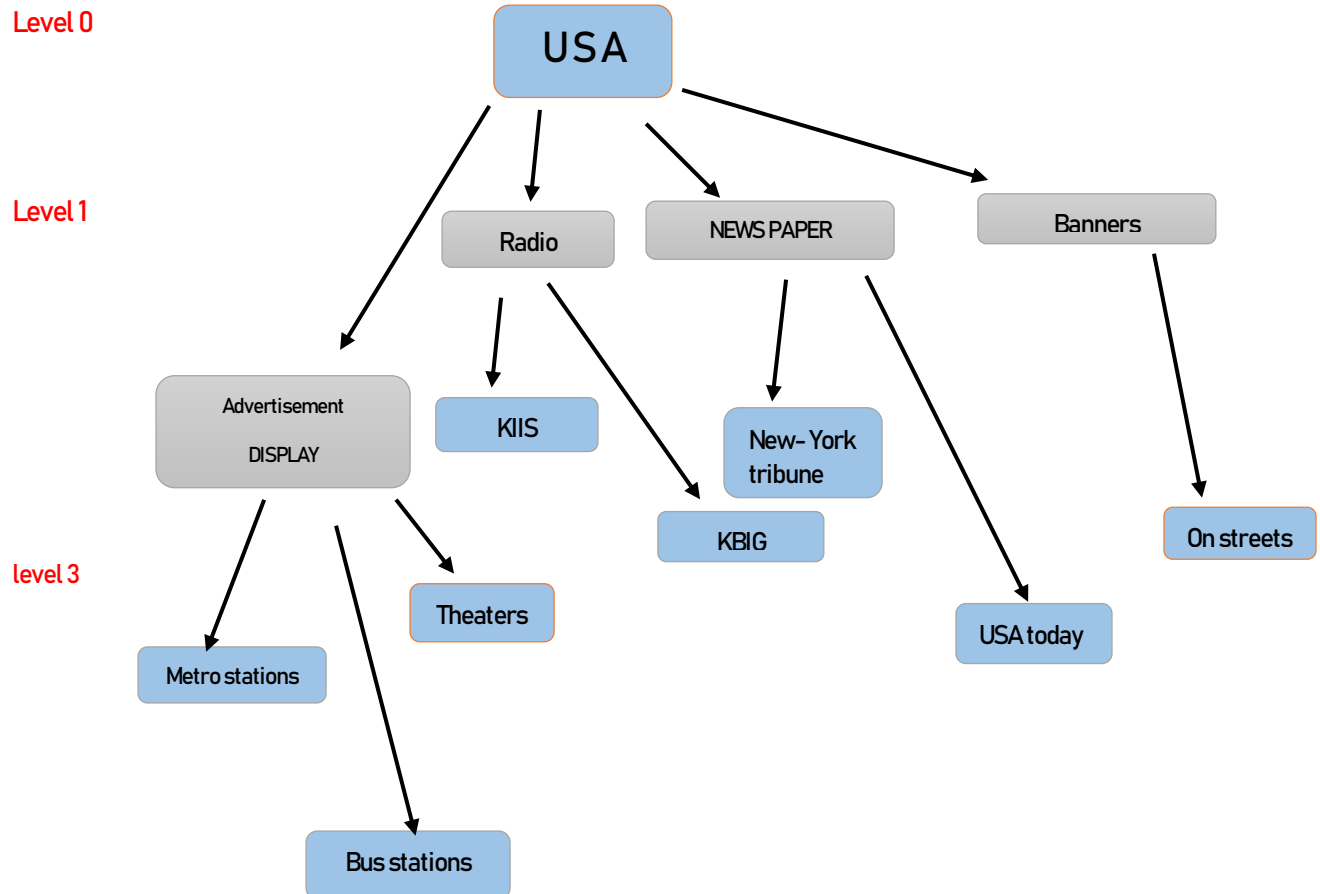 Level 0
USA
Level 1
Radio
NEWS PAPER
Banners
Advertisement
DISPLAY
KIIS
New- York
tribune
KBIG
On streets
level 3
Theaters
USA today
Metro stations
Bus stations